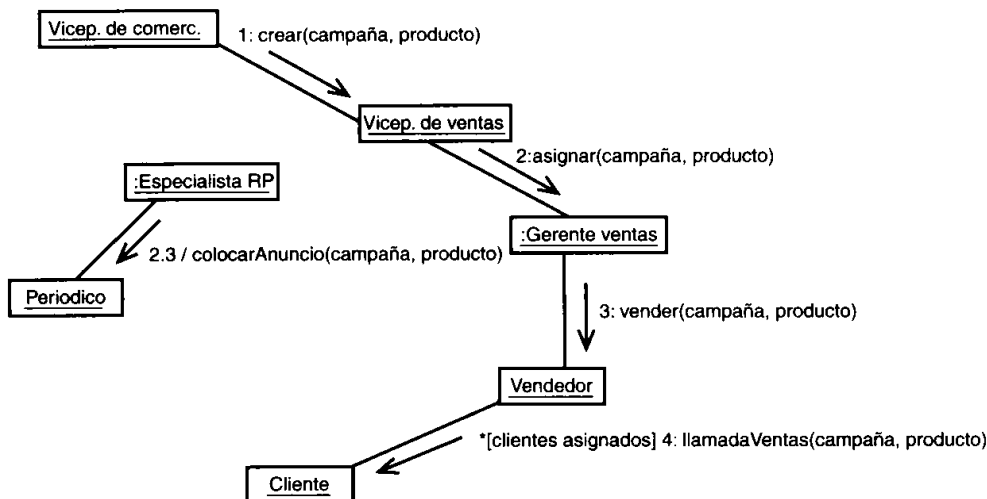 Vicep. de comerc.
1: crear(campaña, producto)
Vicep. de ventas
2:asignar(campaña, producto)
:Especialista RP
:Gerente ventas
2.3 / colocarAnuncio(campaña, producto)
Periodico
3: vender(campaña, producto)
Vendedor
*[clientes asignados] 4: llamadaVentas(campaña, producto)
Cliente